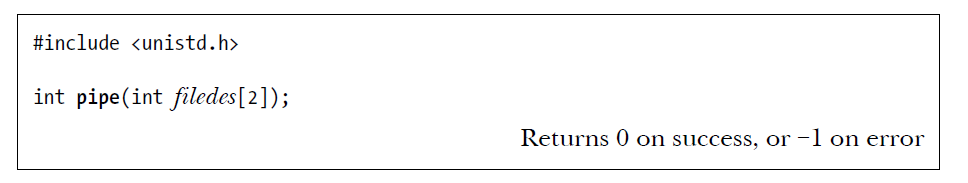 #include <unistd.h>
int pipe(int filedes[2]);
Returns 0 on success, or −1 on error